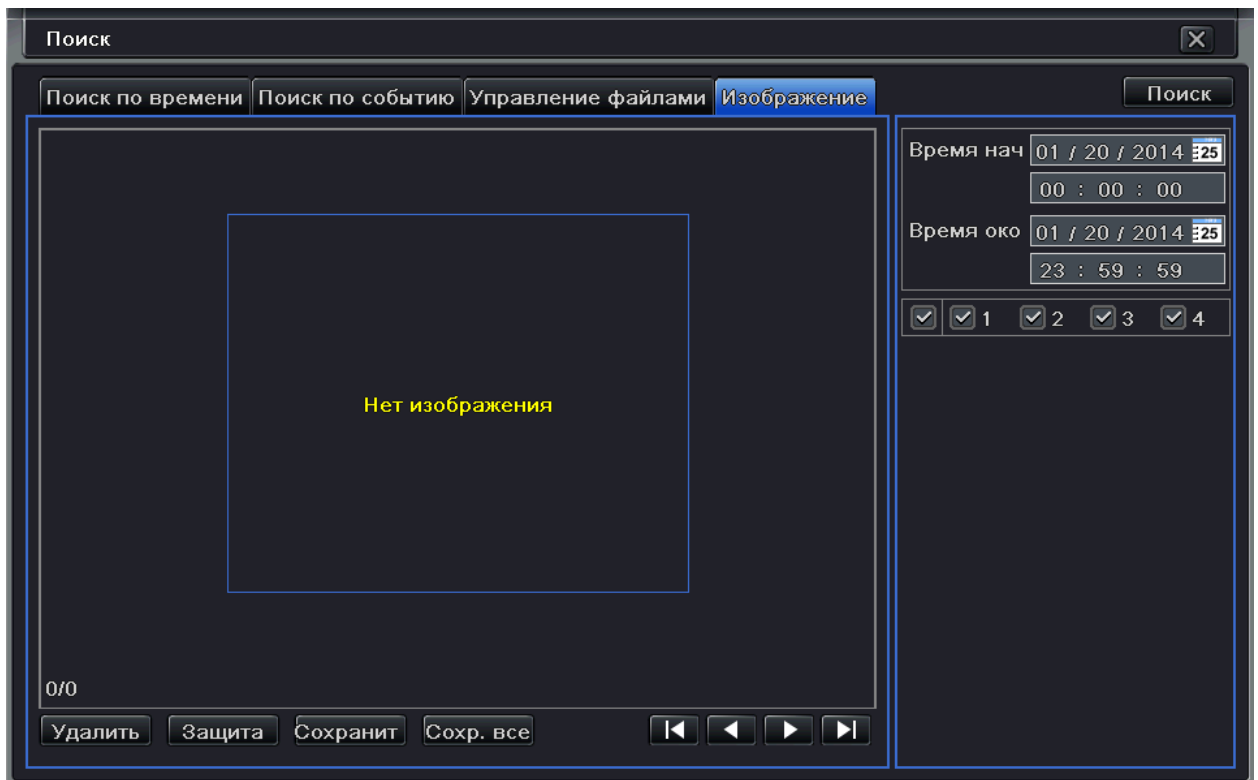 Поиск
Поиск по времени Поиск по событию Управление файлами Изображение Поиск
Время нач 01 / 20 / 2014 25
00 : 00 : 00
Время око 01 / 20 / 2014 25
23 : 59 : 59
1 2 3 4
Нет изображения
0/0
Удалить Защита Сохранит Сохр. все